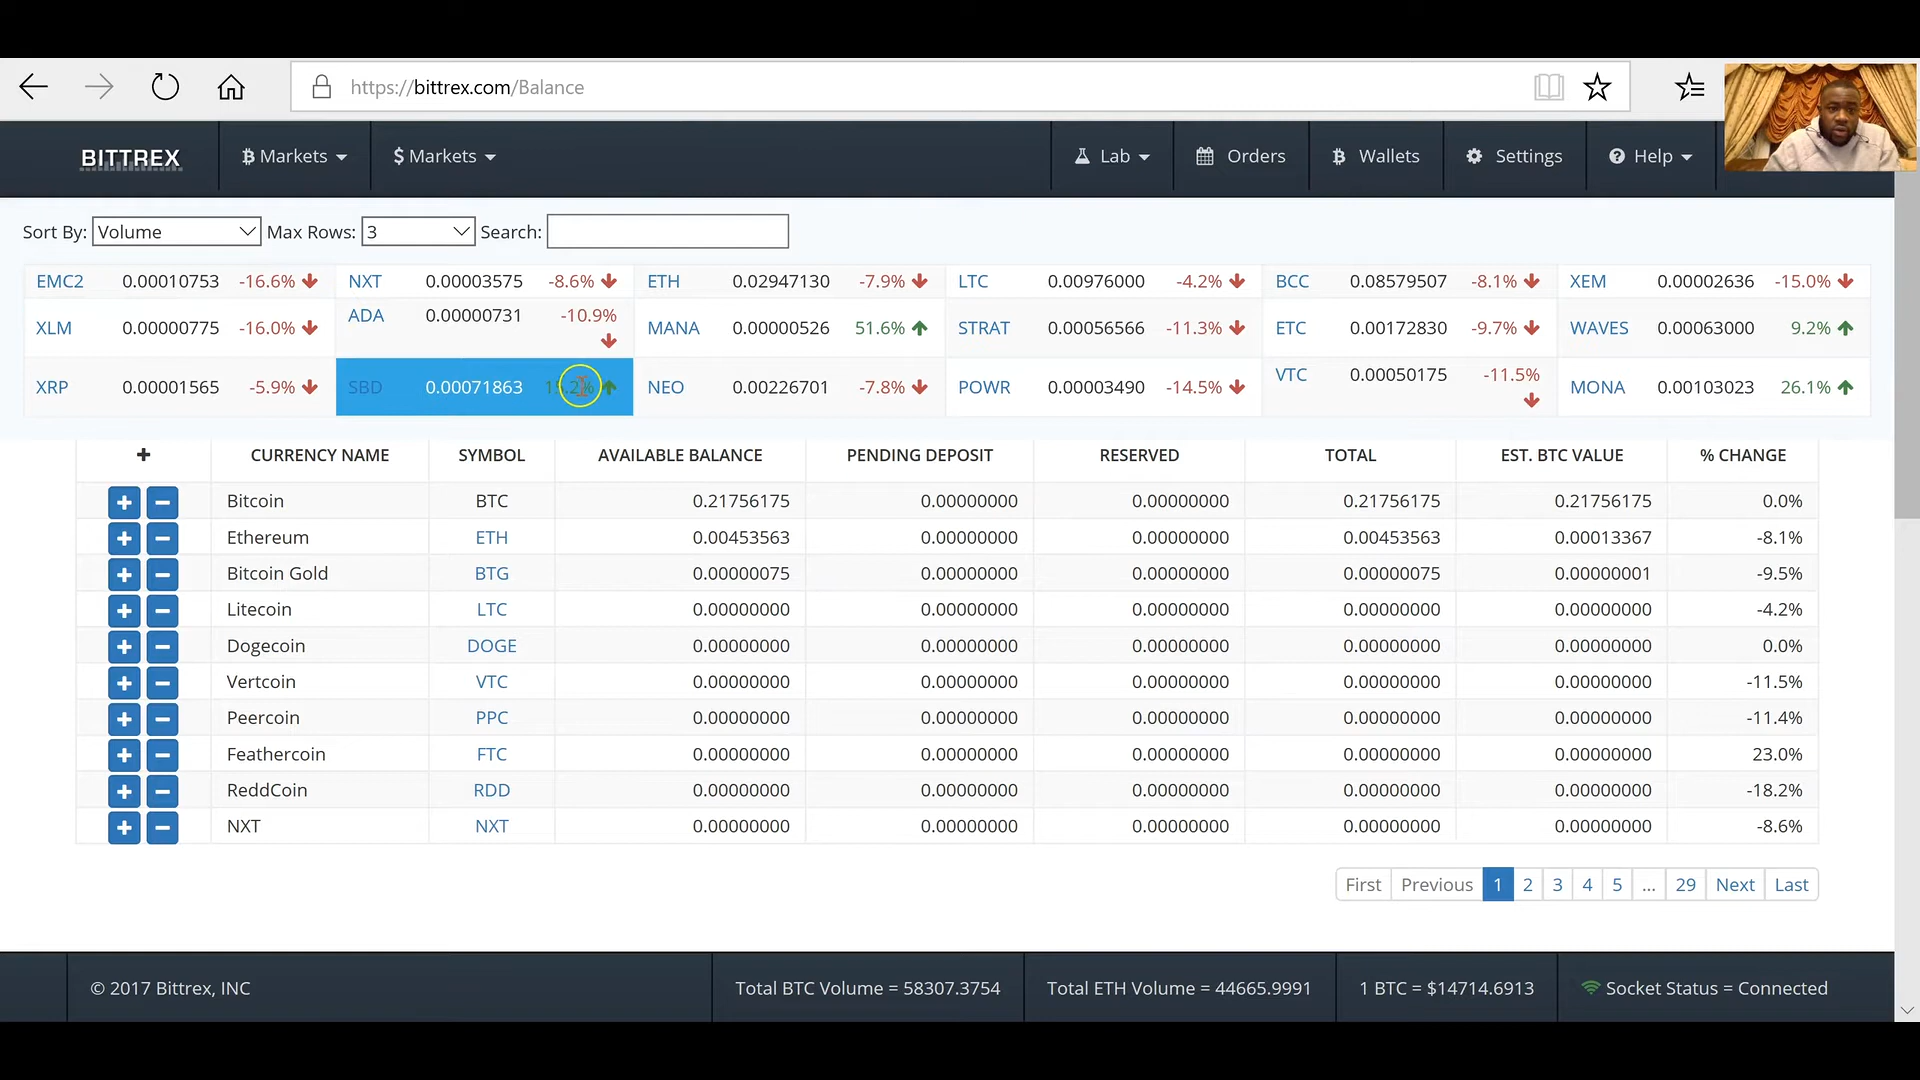 https://bittrex.com/Balance
BITTREX Markets $ Markets Lab Orders Wallets Settings Help
Sort By: Volume Max Rows: 3 Search:
EMC2 0.00010753 -16.6% NXT 0.00003575 -8.6% ETH 0.02947130 -7.9% LTC 0.00976000 -4.2% BCC 0.08579507 -8.1% XEM 0.00002636 -15.0%
XLM 0.00000775 -16.0% ADA 0.00000731 -10.9% MANA 0.00000526 51.6% STRAT 0.00056566 -11.3% ETC 0.00172830 -9.7% WAVES 0.00063000 9.2%
XRP 0.00001565 -5.9% SBD 0.00071863 NEO 0.00226701 -7.8% POWR 0.00003490 -14.5% VTC 0.00050175 -11.5% MONA 0.00103023 26.1%
+ CURRENCY NAME SYMBOL AVAILABLE BALANCE PENDING DEPOSIT RESERVED TOTAL EST. BTC VALUE % CHANGE
+ − Bitcoin BTC 0.21756175 0.00000000 0.00000000 0.21756175 0.21756175 0.0%
+ − Ethereum ETH 0.00453563 0.00000000 0.00000000 0.00453563 0.00013367 -8.1%
+ − Bitcoin Gold BTG 0.00000075 0.00000000 0.00000000 0.00000075 0.00000001 -9.5%
+ − Litecoin LTC 0.00000000 0.00000000 0.00000000 0.00000000 0.00000000 -4.2%
+ − Dogecoin DOGE 0.00000000 0.00000000 0.00000000 0.00000000 0.00000000 0.0%
+ − Vertcoin VTC 0.00000000 0.00000000 0.00000000 0.00000000 0.00000000 -11.5%
+ − Peercoin PPC 0.00000000 0.00000000 0.00000000 0.00000000 0.00000000 -11.4%
+ − Feathercoin FTC 0.00000000 0.00000000 0.00000000 0.00000000 0.00000000 23.0%
+ − ReddCoin RDD 0.00000000 0.00000000 0.00000000 0.00000000 0.00000000 -18.2%
+ − NXT NXT 0.00000000 0.00000000 0.00000000 0.00000000 0.00000000 -8.6%
First Previous 1 2 3 4 5 ... 29 Next Last
© 2017 Bittrex, INC Total BTC Volume = 58307.3754 Total ETH Volume = 44665.9991 1 BTC = $14714.6913 Socket Status = Connected